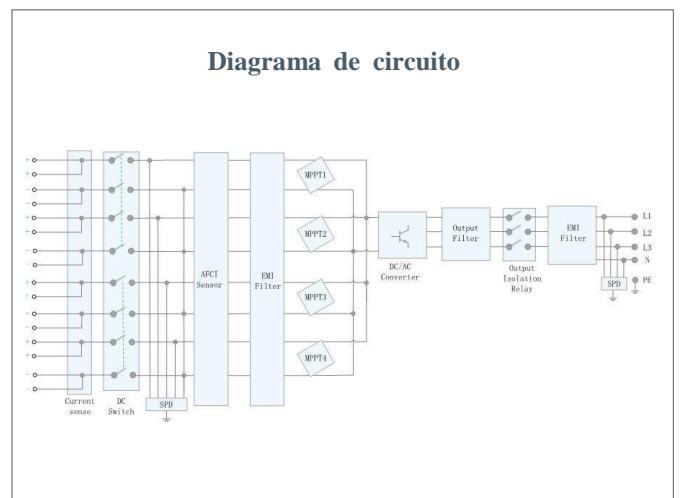 Diagrama de circuito
+
+
-
-
+
+
-
-
+
+
-
-
+
+
-
-
Current
sense
DC
Switch
SPD
AFCI
Sensor
EMI
Filter
MPPT1
MPPT2
MPPT3
MPPT4
DC/AC
Converter
Output
Filter
Output
Isolation
Relay
EMI
Filter
SPD
L1
L2
L3
N
PE